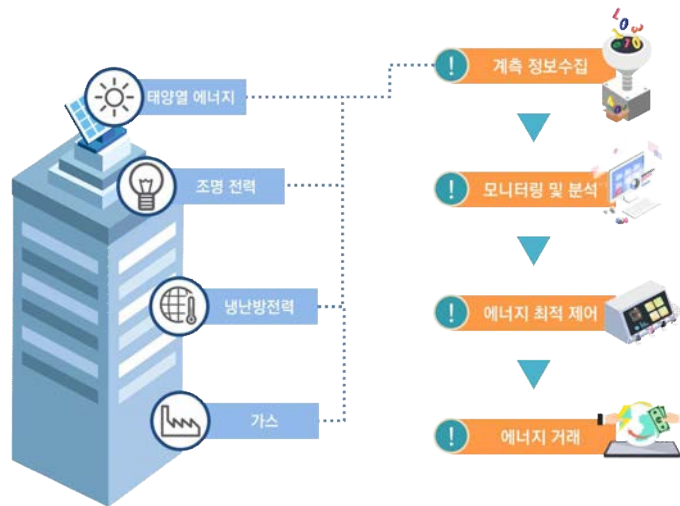 태양열 에너지
조명 전력
냉난방전력
가스
! 계측 정보수집
! 모니터링 및 분석
! 에너지 최적 제어
! 에너지 거래